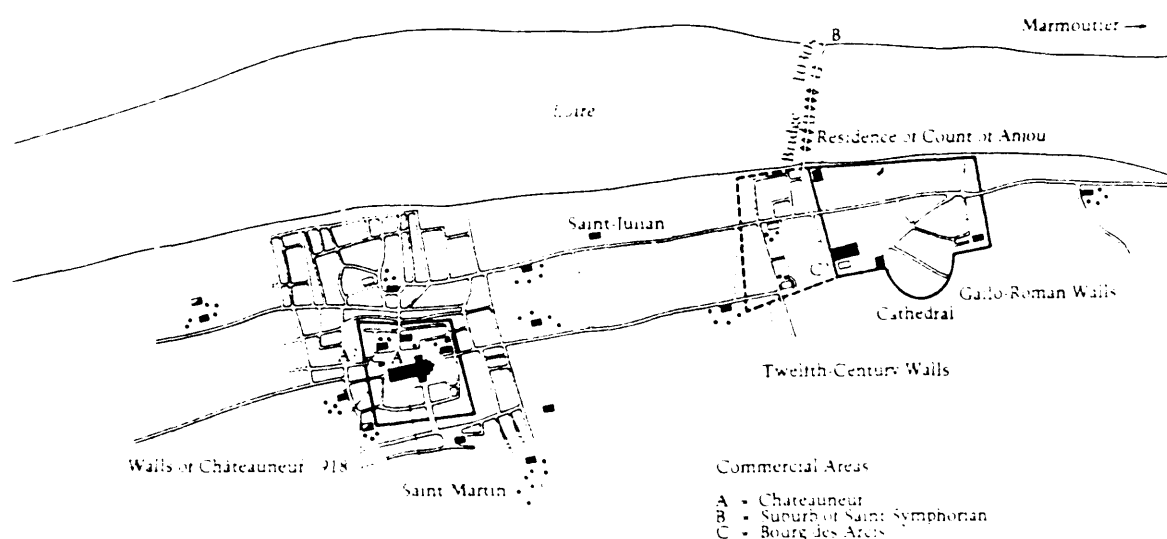 Marmoutier →
B
Loire
Bridge
Residence of Count of Anjou
Saint-Julian
C
Gallo-Roman Walls
Cathedral
A
A
Twelfth-Century Walls
Walls of Châteauneuf 918
Saint Martin
Commercial Areas
A - Chateauneuf
B - Suburb of Saint Symphorian
C - Bourg des Arcis